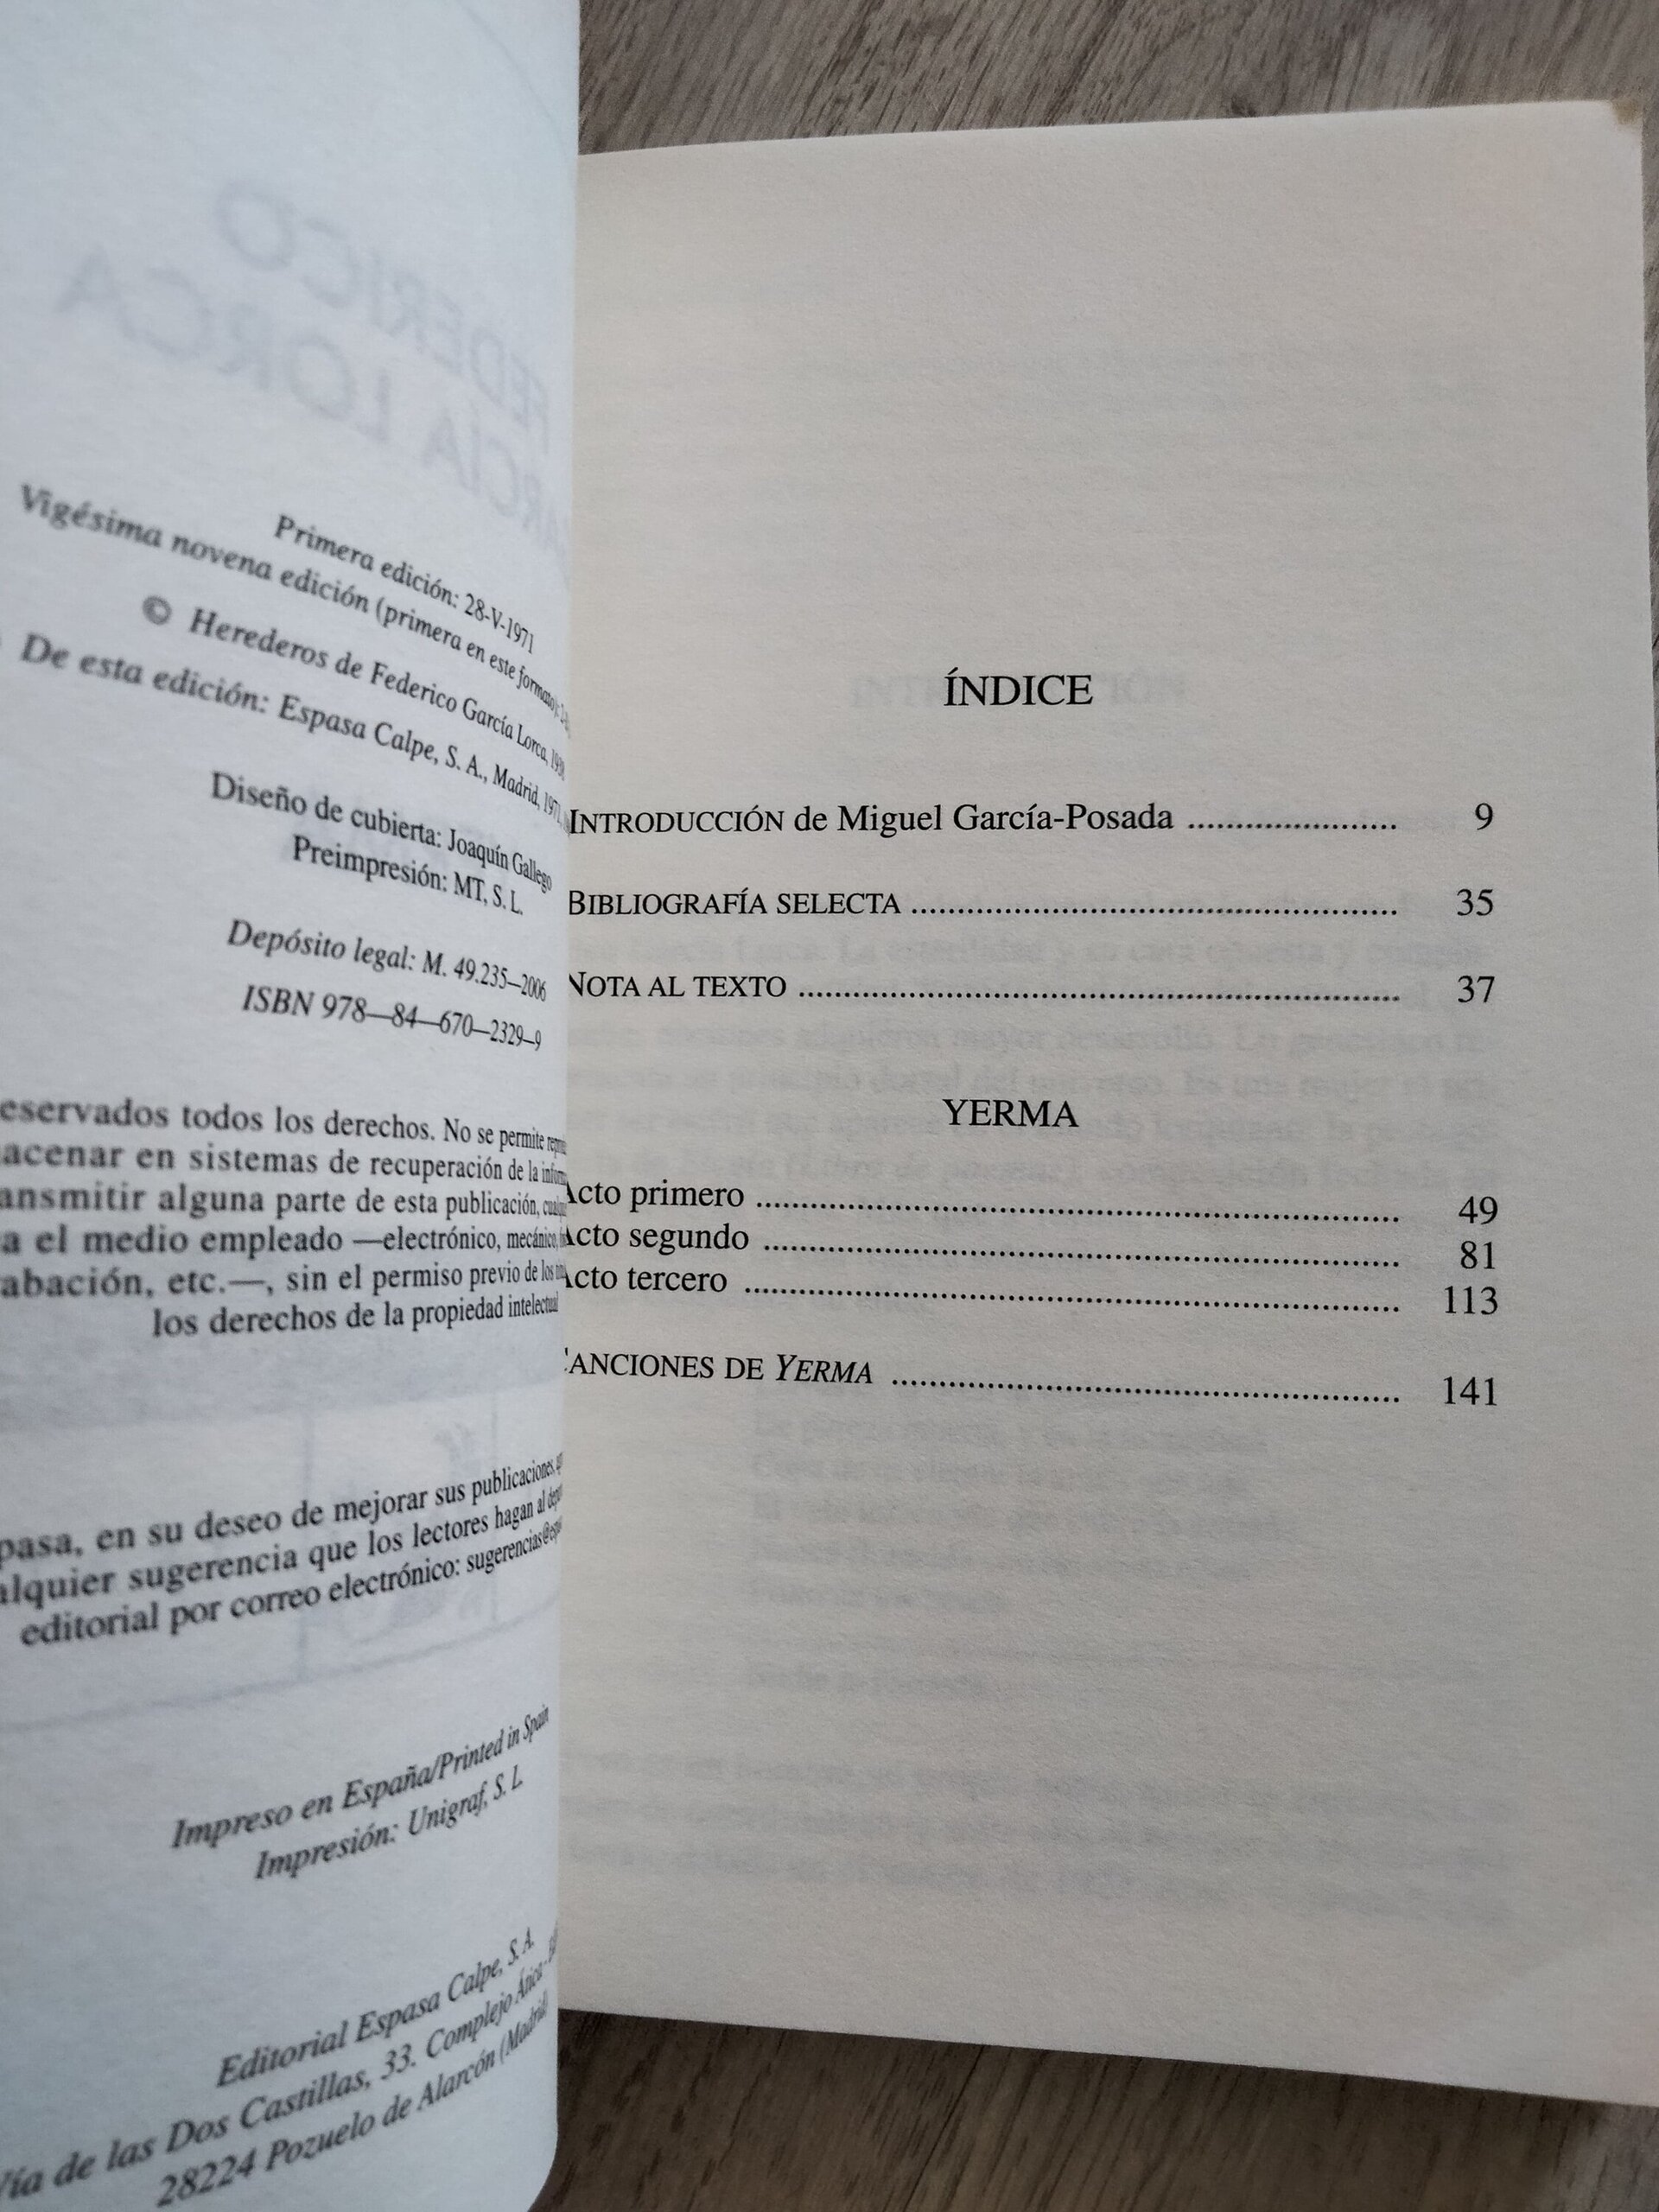 Primera edición: 28-V-1971
Vigésima novena edición (primera en este formato):
© Herederos de Federico García Lorca,
De esta edición: Espasa Calpe, S. A., Madrid, 1971,
Diseño de cubierta: Joaquín Gallego
Preimpresión: MT, S. L.
Depósito legal: M. 49.235—2006
ISBN 978—84—670—2329—9
eservados todos los derechos. No se permite
acenar en sistemas de recuperación de la
ansmitir alguna parte de esta publicación,
a el medio empleado —electrónico, mecánico,
abación, etc.—, sin el permiso previo de los
los derechos de la propiedad intelectual
pasa, en su deseo de mejorar sus publicaciones,
alquier sugerencia que los lectores hagan al
editorial por correo electrónico: sugerencias@
Impreso en España/Printed in Spain
Impresión: Unigraf, S. L.
Editorial Espasa Calpe, S. A.
Vía de las Dos Castillas, 33. Complejo Ática -
28224 Pozuelo de Alarcón (Madrid)
ÍNDICE
INTRODUCCIÓN de Miguel García-Posada ...................... 9
BIBLIOGRAFÍA SELECTA .................................................... 35
NOTA AL TEXTO ................................................................ 37
YERMA
Acto primero ..................................................................... 49
Acto segundo .................................................................... 81
Acto tercero ...................................................................... 113
CANCIONES DE YERMA ..................................................... 141